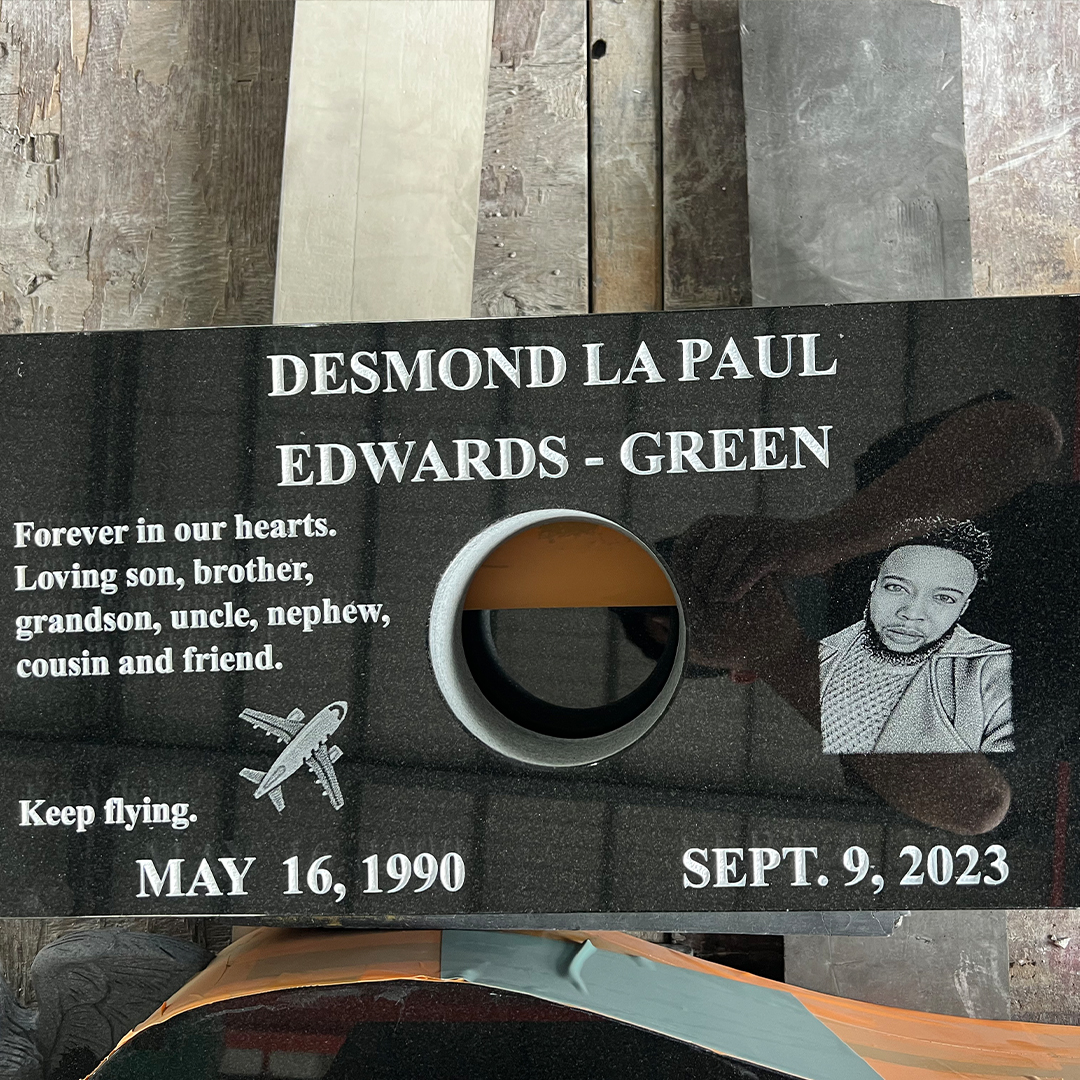 DESMOND LA PAUL
EDWARDS - GREEN
Forever in our hearts.
Loving son, brother,
grandson, uncle, nephew,
cousin and friend.
Keep flying.
MAY 16, 1990
SEPT. 9, 2023